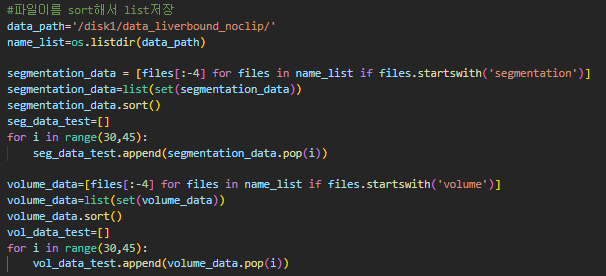 #파일이름 sort해서 list저장
data_path='/disk1/data_liverbound_noclip/'
name_list=os.listdir(data_path)
segmentation_data = [files[:-4] for files in name_list if files.startswith('segmentation')]
segmentation_data=list(set(segmentation_data))
segmentation_data.sort()
seg_data_test=[]
for i in range(30,45):
    seg_data_test.append(segmentation_data.pop(i))
volume_data=[files[:-4] for files in name_list if files.startswith('volume')]
volume_data=list(set(volume_data))
volume_data.sort()
vol_data_test=[]
for i in range(30,45):
    vol_data_test.append(volume_data.pop(i))